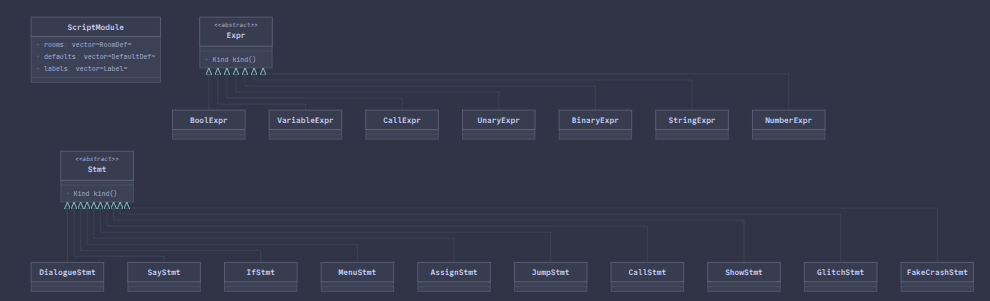 ScriptModule
- rooms vector~RoomDef~
- defaults vector~DefaultDef~
- labels vector~Label~
<<abstract>>
Expr
- Kind kind()
BoolExpr
VariableExpr
CallExpr
UnaryExpr
BinaryExpr
StringExpr
NumberExpr
<<abstract>>
Stmt
- Kind kind()
DialogueStmt
SayStmt
IfStmt
MenuStmt
AssignStmt
JumpStmt
CallStmt
ShowStmt
GlitchStmt
FakeCrashStmt